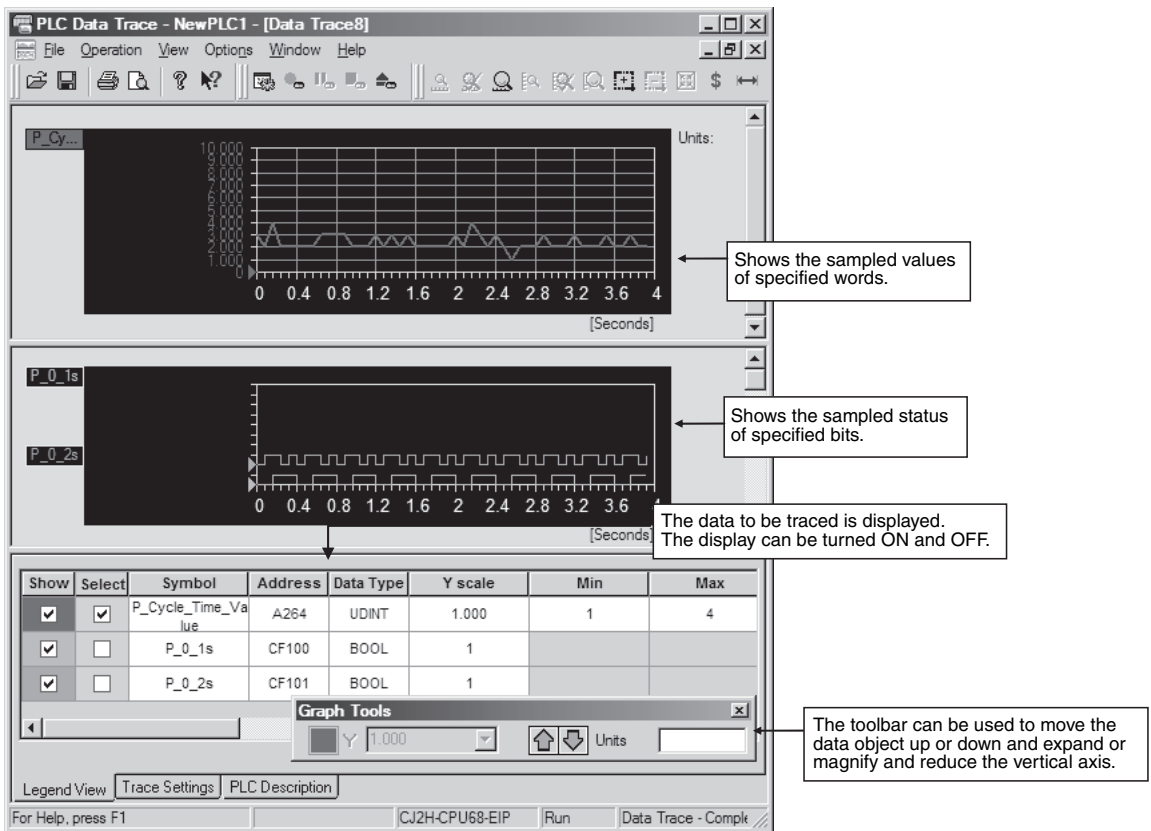 PLC Data Trace - NewPLC1 - [Data Trace8]
File Operation View Options Window Help
P_Cy...
Units:
10.000
9.000
8.000
7.000
6.000
5.000
4.000
3.000
2.000
1.000
0
0 0.4 0.8 1.2 1.6 2 2.4 2.8 3.2 3.6 4
[Seconds]
Shows the sampled values
of specified words.
P_0_1s
P_0_2s
0 0.4 0.8 1.2 1.6 2 2.4 2.8 3.2 3.6
[Seconds]
Shows the sampled status
of specified bits.
The data to be traced is displayed.
The display can be turned ON and OFF.
Show Select Symbol Address Data Type Y scale Min Max
P_Cycle_Time_Va
lue A264 UDINT 1.000 1 4
P_0_1s CF100 BOOL 1
P_0_2s CF101 BOOL 1
Graph Tools
Y 1.000 Units
The toolbar can be used to move the
data object up or down and expand or
magnify and reduce the vertical axis.
Legend View Trace Settings PLC Description
For Help, press F1 CJ2H-CPU68-EIP Run Data Trace - Comple